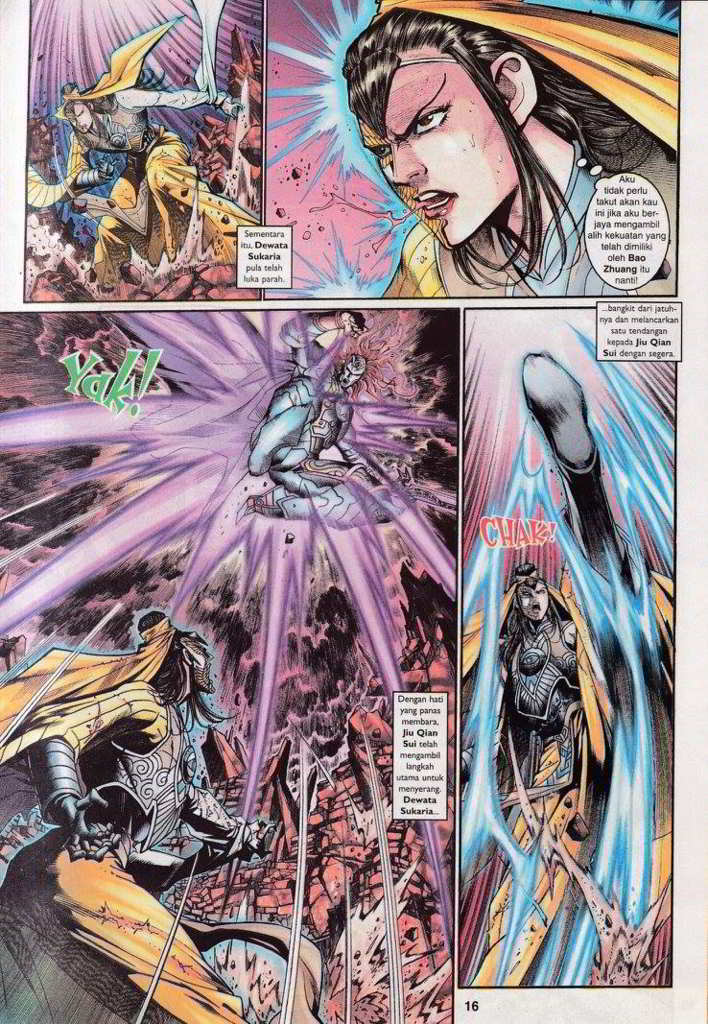 Sementara
itu, Dewata
Sukaria
pula telah
luka parah.
Aku
tidak perlu
takut akan kau
ini jika aku ber-
jaya mengambil
alih kekuatan yang
telah dimiliki
oleh Bao
Zhuang itu
nanti!
Yak!
Dengan hati
yang panas
membara,
Jiu Qian
Sui telah
mengambil
langkah
utama untuk
menyerang.
Dewata
Sukaria...
...bangkit dari jatuh-
nya dan melancarkan
satu tendangan
kepada Jiu Qian
Sui dengan segera.
CHAK!
16